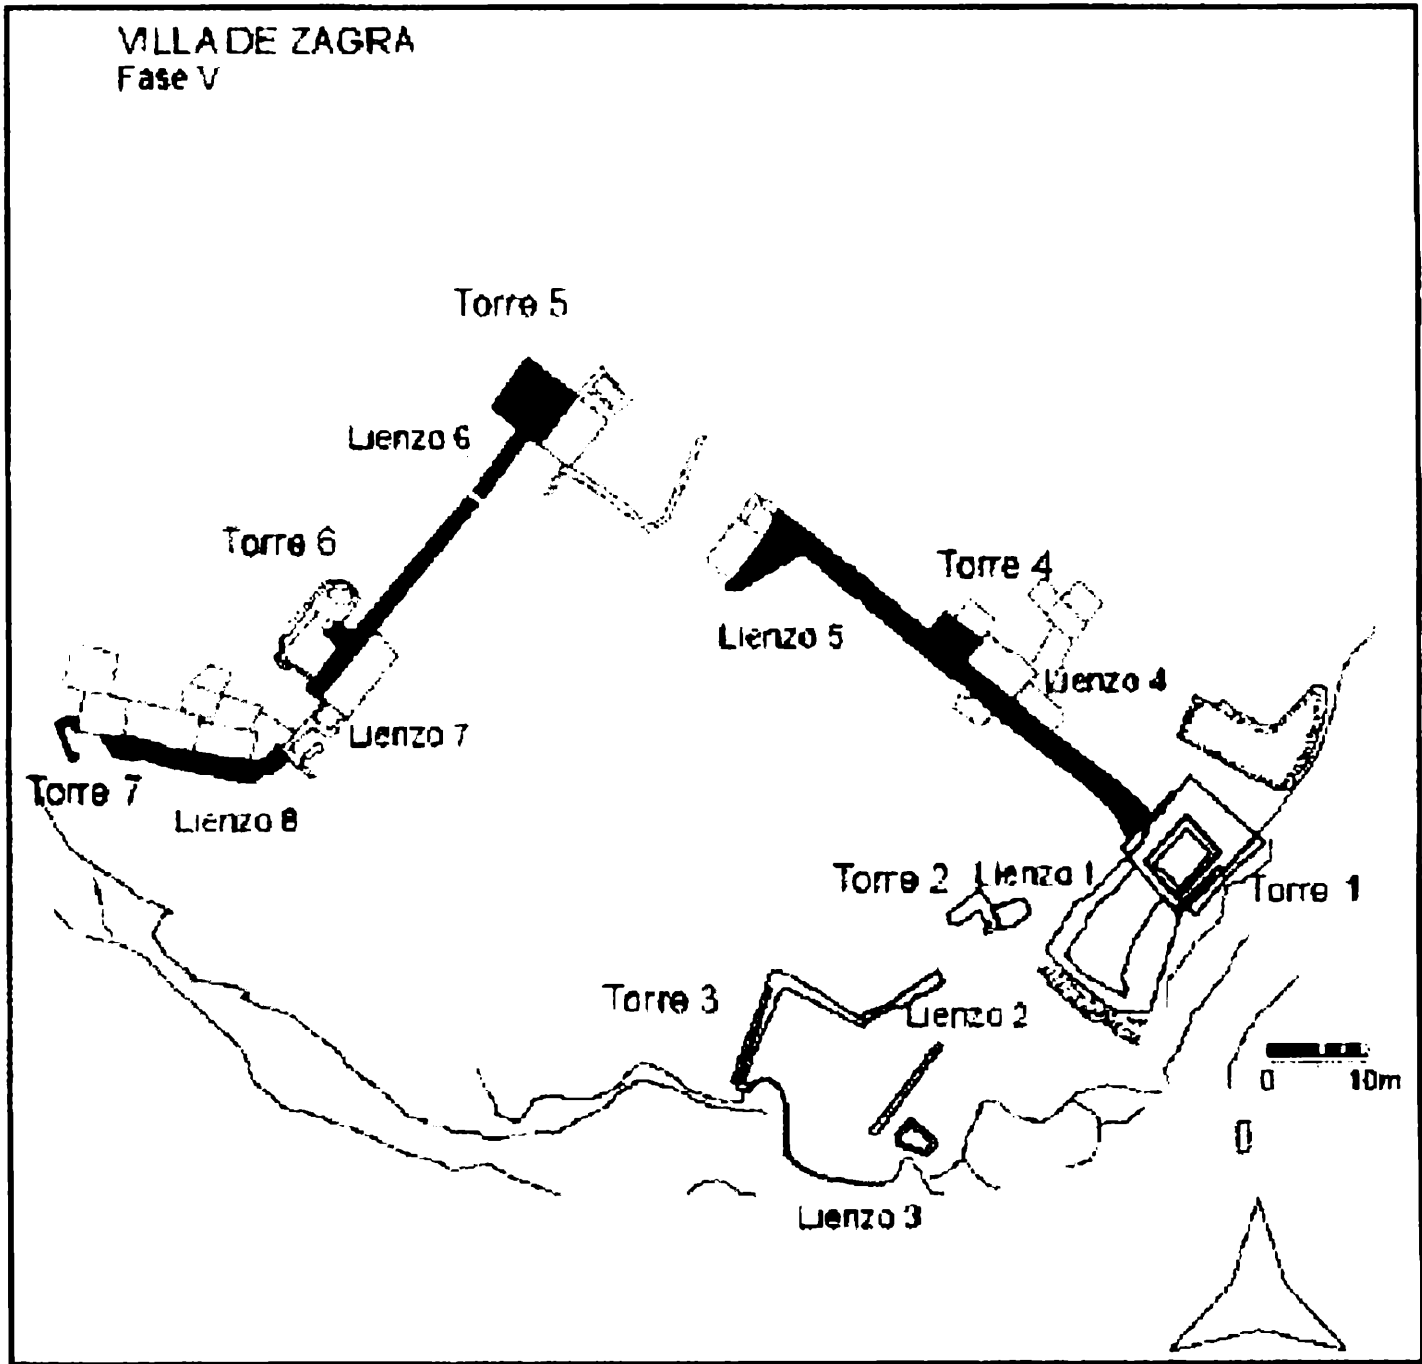 VILLA DE ZAGRA
Fase V
Torre 5
Lienzo 6
Torre 6
Torre 4
Lienzo 5
Lienzo 4
Lienzo 7
Torre 7
Lienzo 8
Torre 2
Lienzo 1
Torre 1
Torre 3
Lienzo 2
0 10m
Lienzo 3